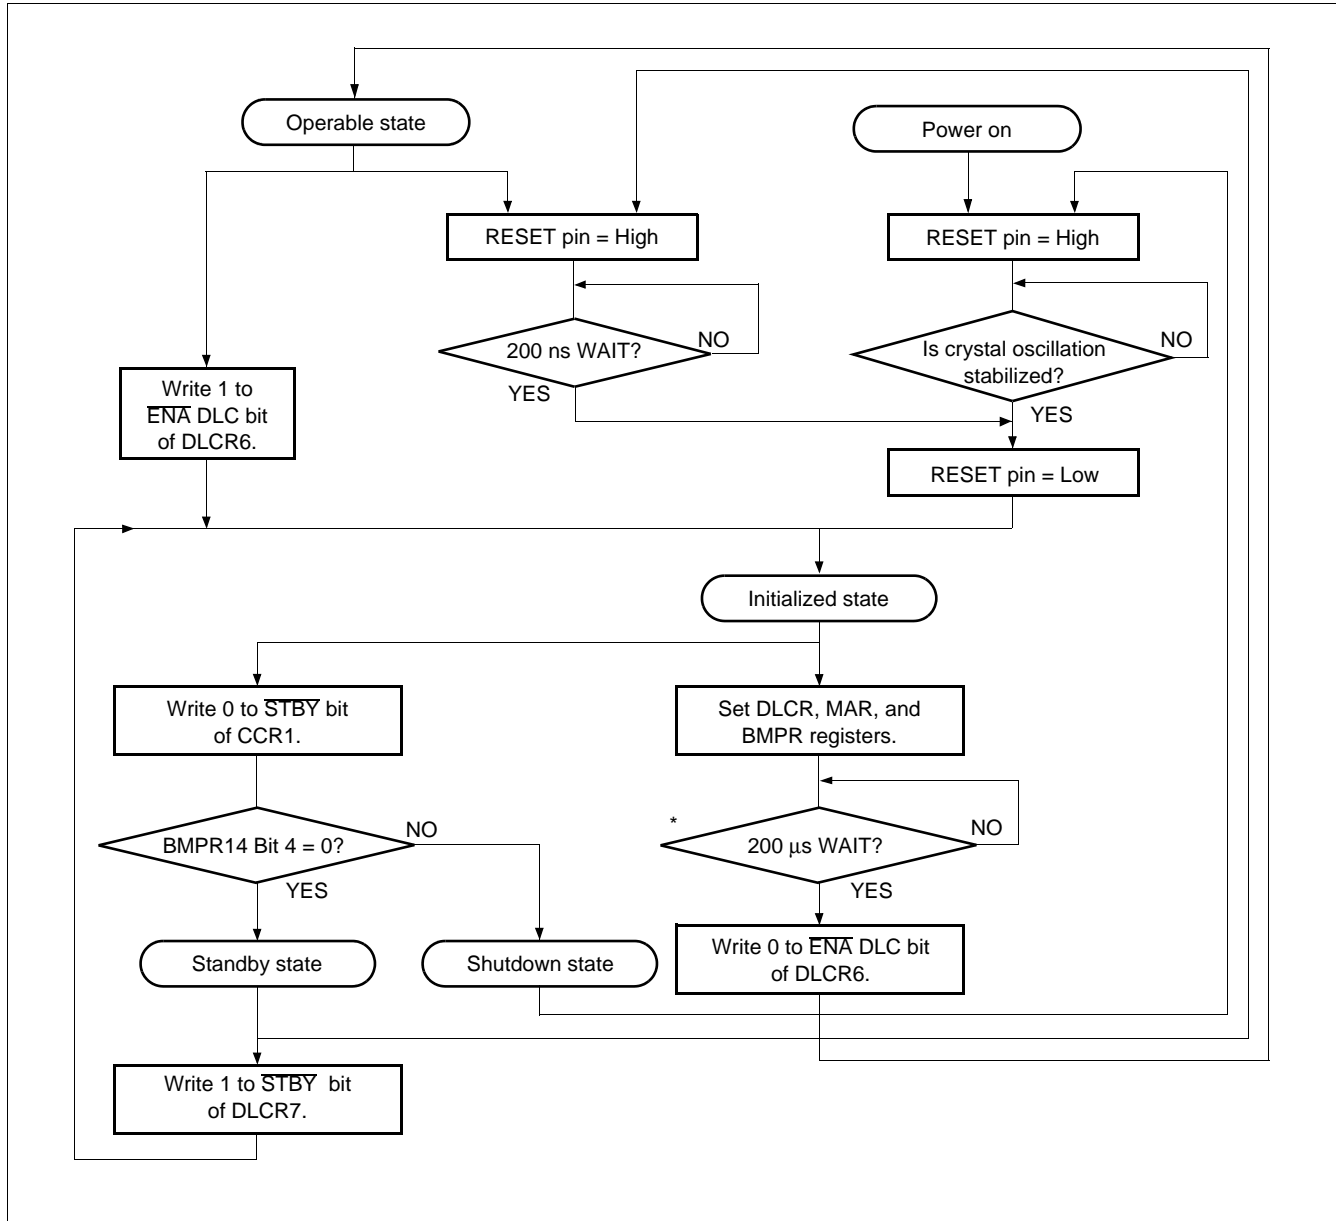 Operable state
Power on
RESET pin = High
RESET pin = High
200 ns WAIT?
NO
YES
Is crystal oscillation
stabilized?
NO
YES
Write 1 to
ENA DLC bit
of DLCR6.
RESET pin = Low
Initialized state
Write 0 to STBY bit
of CCR1.
Set DLCR, MAR, and
BMPR registers.
BMPR14 Bit 4 = 0?
NO
YES
*
200 μs WAIT?
NO
YES
Standby state
Shutdown state
Write 0 to ENA DLC bit
of DLCR6.
Write 1 to STBY bit
of DLCR7.